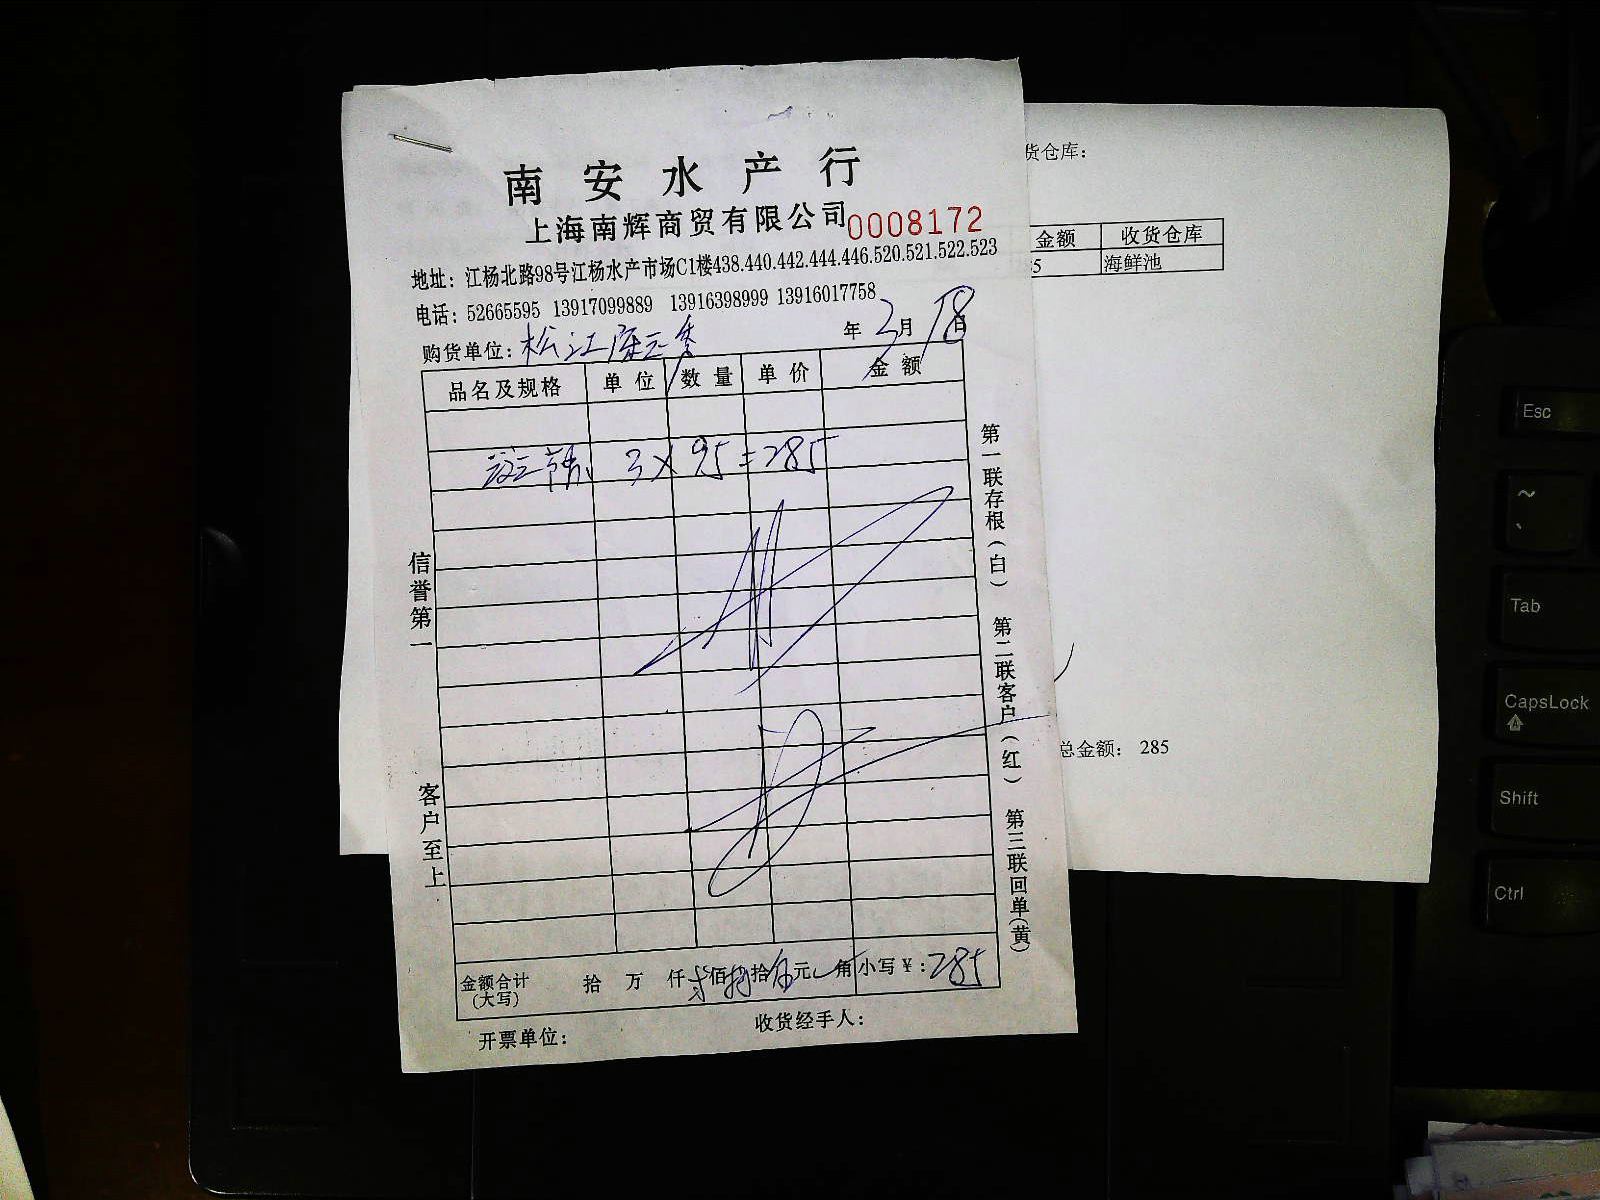 南安水产行
上海南辉商贸有限公司 0008172
地址：江杨北路98号江杨水产市场C1楼438.440.442.444.446.520.521.522.523
电话：52665595 13917099889 13916398999 13916017758
购货单位：松江 年3月18日
品名及规格 单位 数量 单价 金额
3×95=285
信誉第一
客户至上
第一联存根（白） 第二联客户（红） 第三联回单（黄）
金额合计（大写） 拾 万 仟 贰佰捌拾伍元 角 小写￥：285
开票单位： 收货经手人：
货仓库：
金额 收货仓库
5 海鲜池
总金额： 285
Esc
~
Tab
CapsLock
Shift
Ctrl